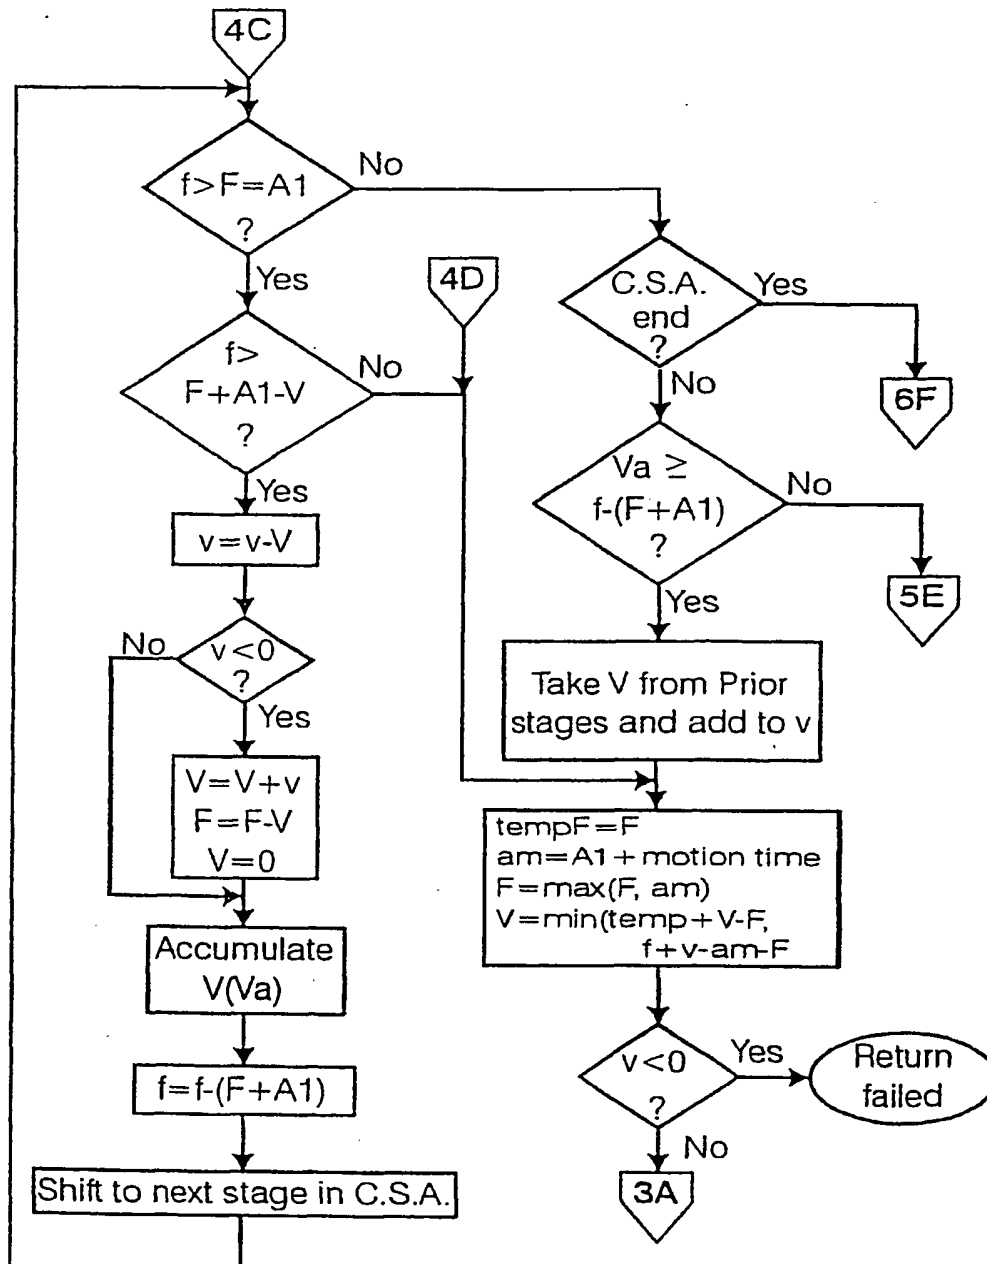 4C
f>F=A1
?
No
Yes
f>
F+A1-V
?
No
Yes
v=v-V
v<0
?
No
Yes
V=V+v
F=F-V
V=0
Accumulate
V(Va)
f=f-(F+A1)
Shift to next stage in C.S.A.
4D
C.S.A.
end
?
Yes
6F
No
Va ≥
f-(F+A1)
?
No
5E
Yes
Take V from Prior
stages and add to v
tempF=F
am=A1+motion time
F=max(F, am)
V=min(temp+V-F,
f+v-am-F
v<0
?
Yes
Return
failed
No
3A